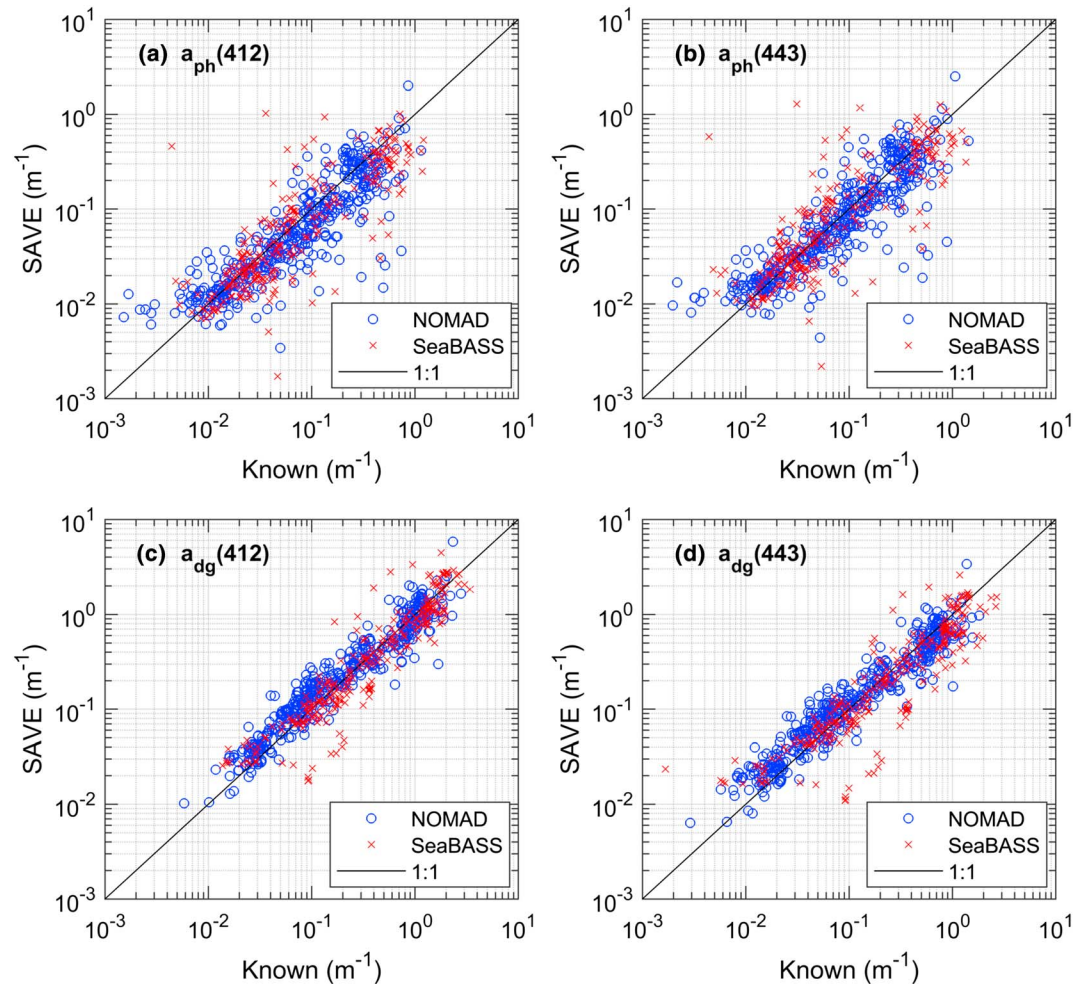 (a) a_ph(412)
SAVE (m^-1)
10^1
10^0
10^-1
10^-2
10^-3
NOMAD
SeaBASS
1:1
10^-3 10^-2 10^-1 10^0 10^1
Known (m^-1)
(b) a_ph(443)
SAVE (m^-1)
10^1
10^0
10^-1
10^-2
10^-3
NOMAD
SeaBASS
1:1
10^-3 10^-2 10^-1 10^0 10^1
Known (m^-1)
(c) a_dg(412)
SAVE (m^-1)
10^1
10^0
10^-1
10^-2
10^-3
NOMAD
SeaBASS
1:1
10^-3 10^-2 10^-1 10^0 10^1
Known (m^-1)
(d) a_dg(443)
SAVE (m^-1)
10^1
10^0
10^-1
10^-2
10^-3
NOMAD
SeaBASS
1:1
10^-3 10^-2 10^-1 10^0 10^1
Known (m^-1)